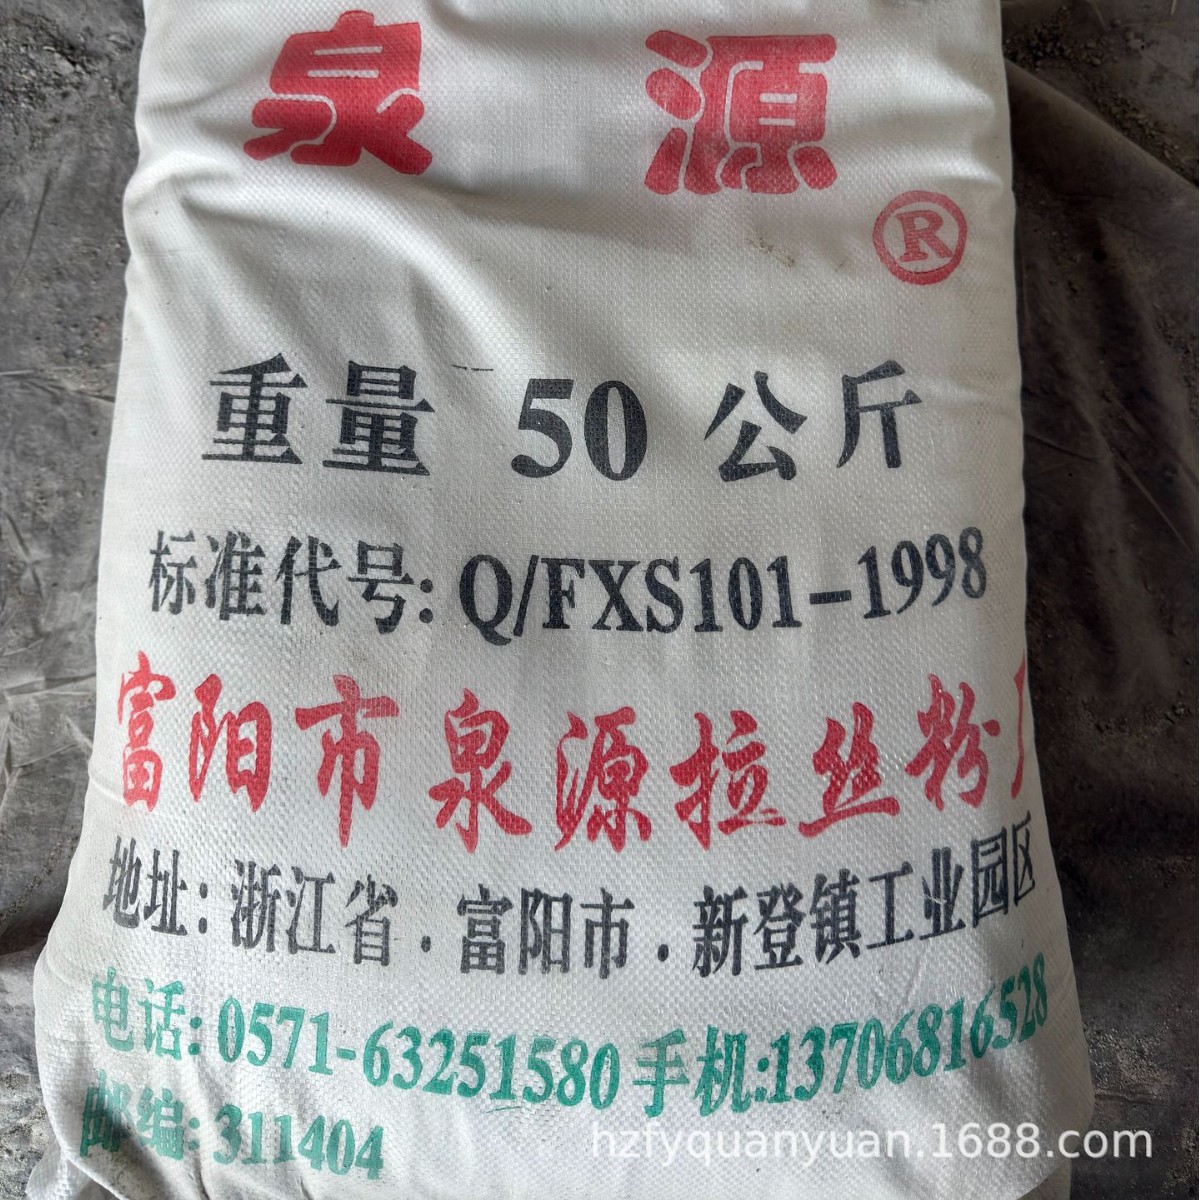 泉 源
®
重量 50 公斤
标准代号: Q/FXS101-1998
富阳市泉源拉丝粉厂
地址: 浙江省 · 富阳市 · 新登镇工业园区
电话: 0571-63251580 手机:13706816528
邮编: 311404
hzfyquanyuan.1688.com